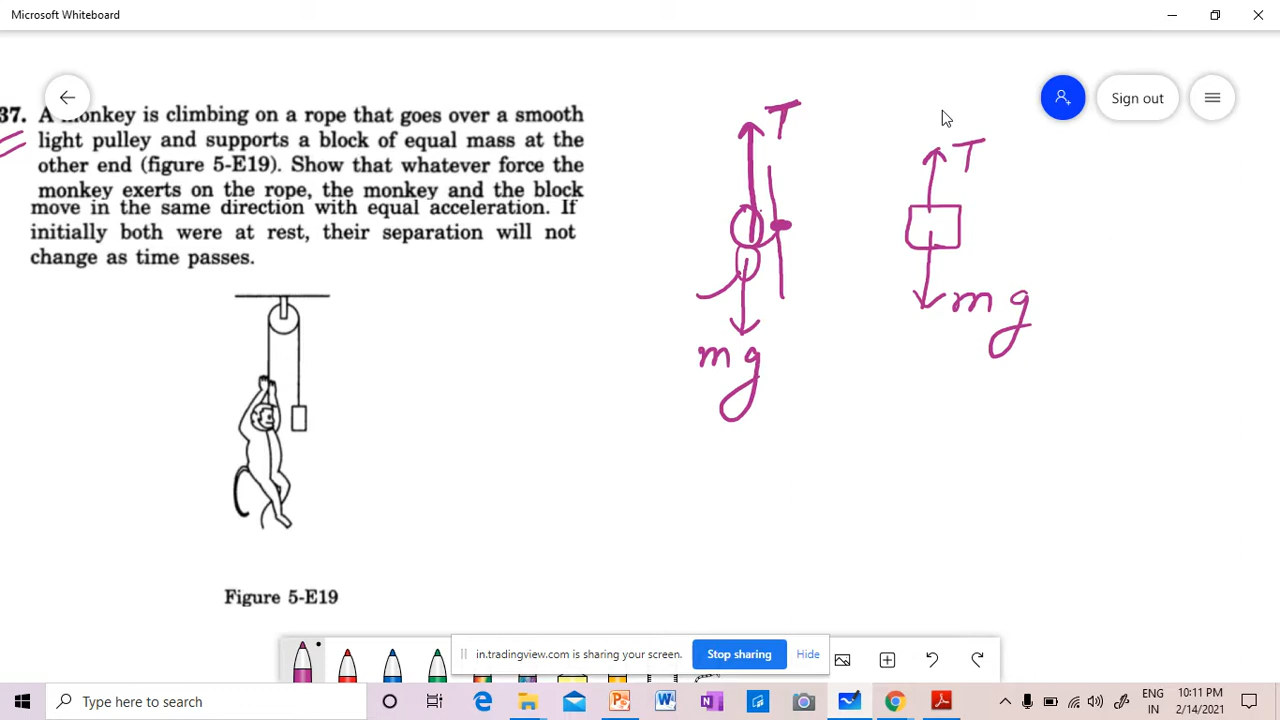 Microsoft Whiteboard
37. A monkey is climbing on a rope that goes over a smooth
light pulley and supports a block of equal mass at the
other end (figure 5-E19). Show that whatever force the
monkey exerts on the rope, the monkey and the block
move in the same direction with equal acceleration. If
initially both were at rest, their separation will not
change as time passes.
Figure 5-E19
T
mg
T
mg
Sign out
in.tradingview.com is sharing your screen.
Stop sharing
Hide
Type here to search
ENG
IN
10:11 PM
2/14/2021